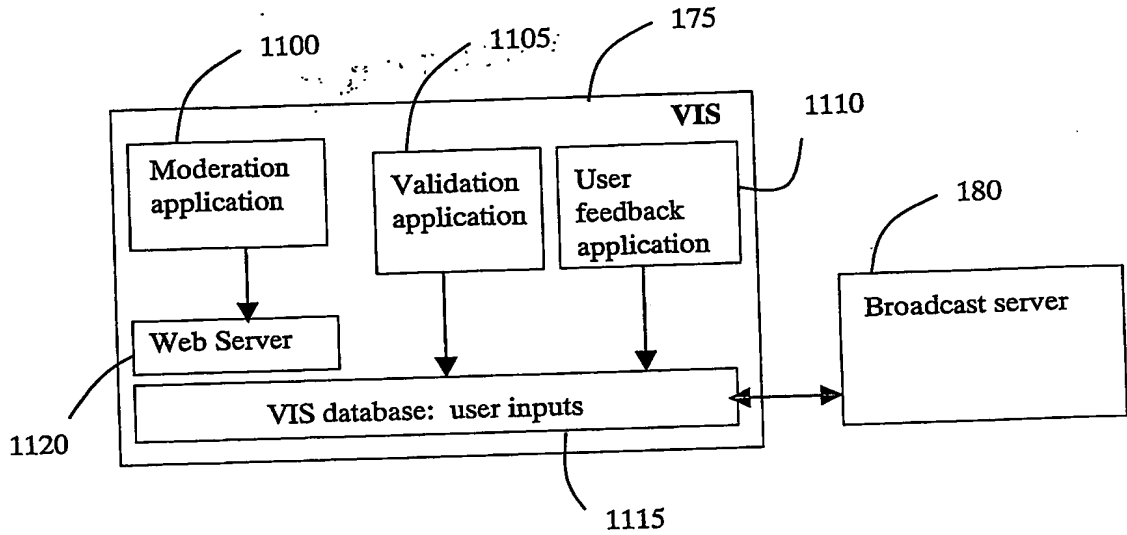 1100
1105
175
1110
VIS
Moderation
application
Validation
application
User
feedback
application
180
Broadcast server
Web Server
VIS database: user inputs
1120
1115